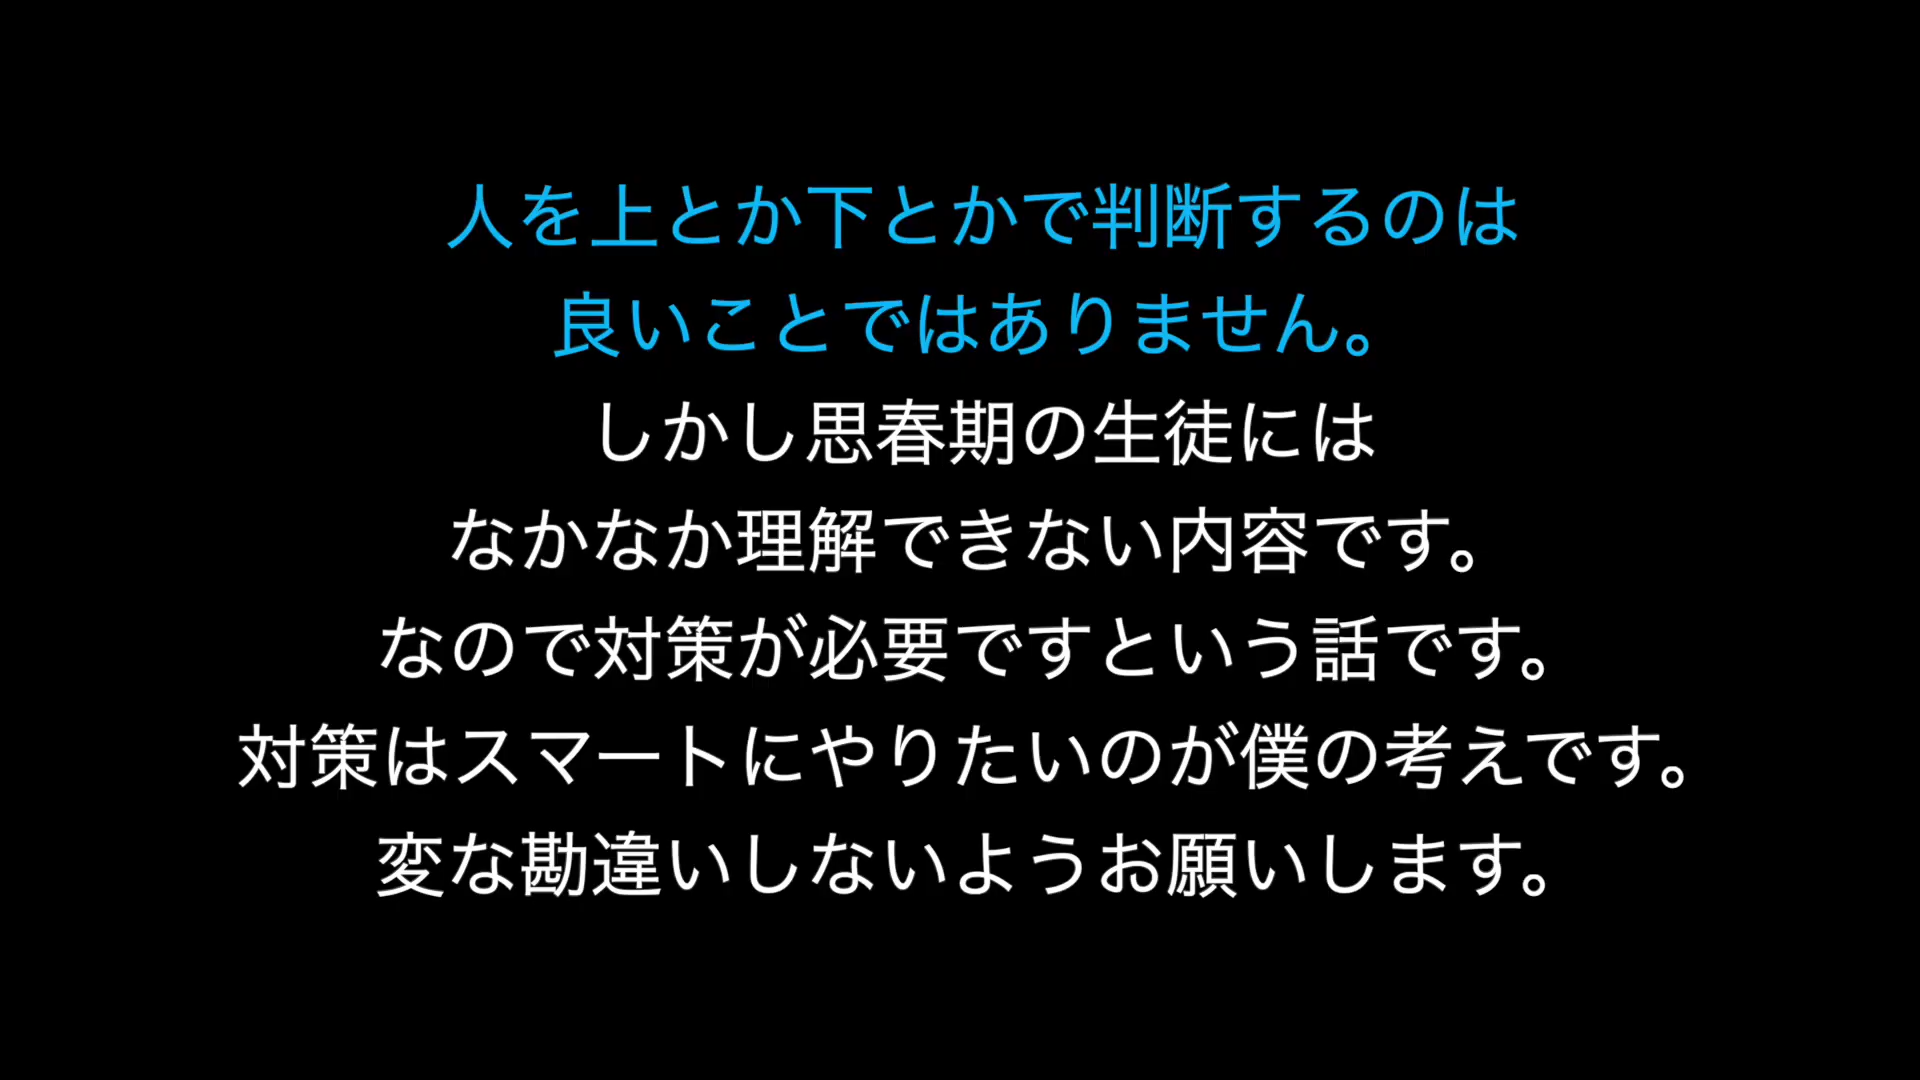 人を上とか下とかで判断するのは
良いことではありません。
しかし思春期の生徒には
なかなか理解できない内容です。
なので対策が必要ですという話です。
対策はスマートにやりたいのが僕の考えです。
変な勘違いしないようお願いします。